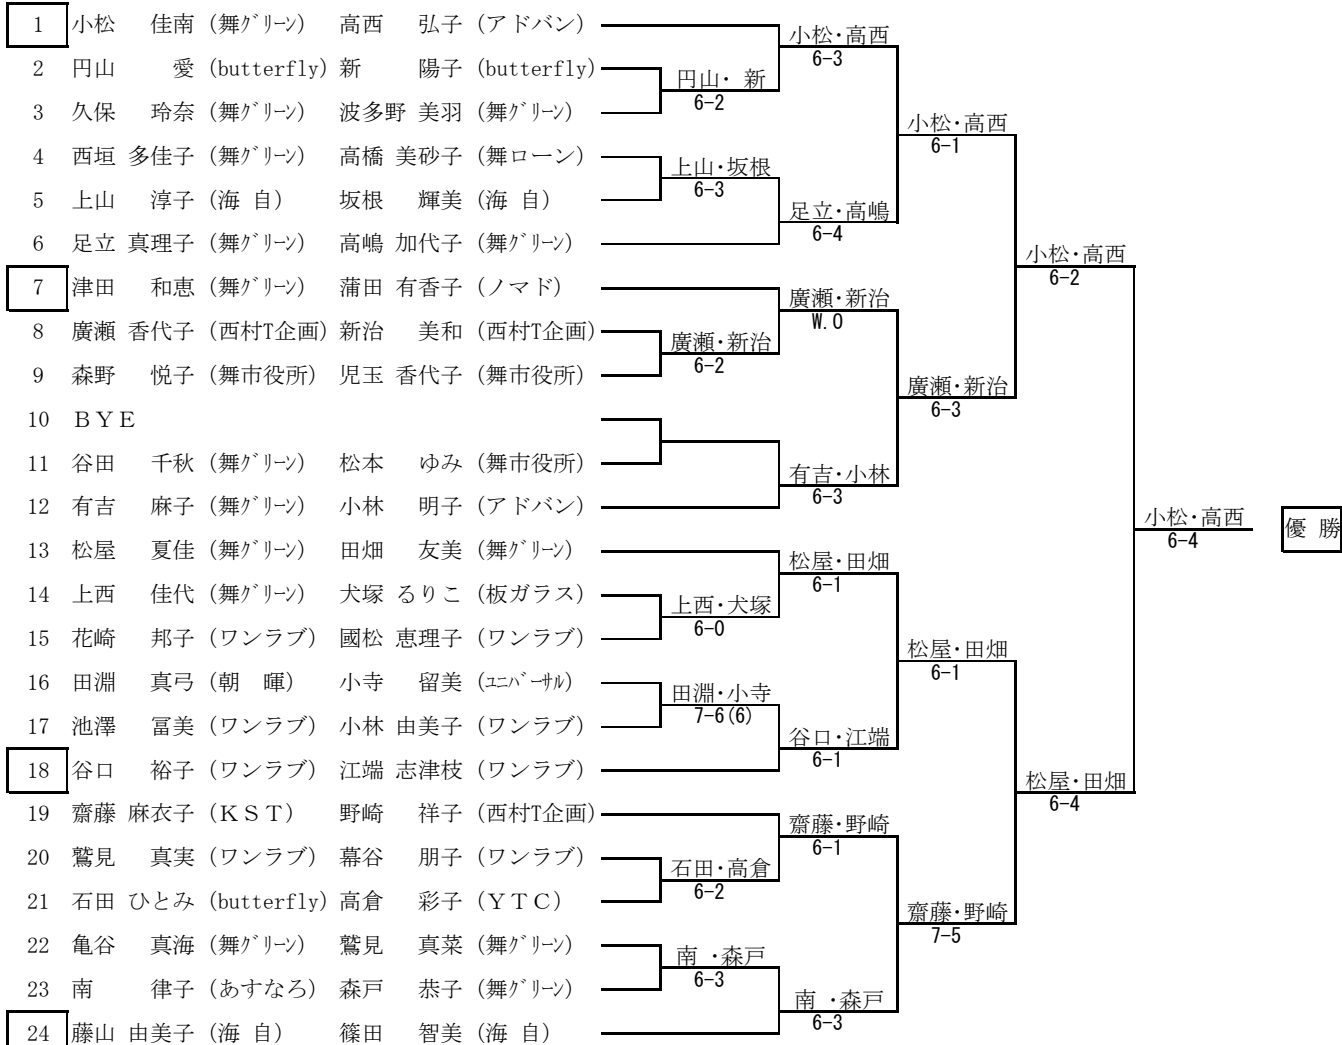 1 小松 佳南 (舞グリーン) 高西 弘子 (アドバン)
小松・高西
6-3
2 円山 愛 (butterfly) 新 陽子 (butterfly)
円山・ 新
6-2
3 久保 玲奈 (舞グリーン) 波多野 美羽 (舞グリーン)
小松・高西
6-1
4 西垣 多佳子 (舞グリーン) 高橋 美砂子 (舞ローン)
上山・坂根
6-3
5 上山 淳子 (海 自) 坂根 輝美 (海 自)
足立・高嶋
6-4
6 足立 真理子 (舞グリーン) 高嶋 加代子 (舞グリーン)
小松・高西
6-2
7 津田 和恵 (舞グリーン) 蒲田 有香子 (ノマド)
廣瀬・新治
W.O
8 廣瀬 香代子 (西村T企画) 新治 美和 (西村T企画)
廣瀬・新治
6-2
9 森野 悦子 (舞市役所) 児玉 香代子 (舞市役所)
廣瀬・新治
6-3
10 BYE
11 谷田 千秋 (舞グリーン) 松本 ゆみ (舞市役所)
有吉・小林
6-3
12 有吉 麻子 (舞グリーン) 小林 明子 (アドバン)
小松・高西
6-4
優 勝
13 松屋 夏佳 (舞グリーン) 田畑 友美 (舞グリーン)
松屋・田畑
6-1
14 上西 佳代 (舞グリーン) 犬塚 るりこ (板ガラス)
上西・犬塚
6-0
15 花崎 邦子 (ワンラブ) 國松 恵理子 (ワンラブ)
松屋・田畑
6-1
16 田淵 真弓 (朝 暉) 小寺 留美 (ユニバーサル)
田淵・小寺
7-6(6)
17 池澤 冨美 (ワンラブ) 小林 由美子 (ワンラブ)
谷口・江端
6-1
18 谷口 裕子 (ワンラブ) 江端 志津枝 (ワンラブ)
松屋・田畑
6-4
19 齋藤 麻衣子 (KST) 野崎 祥子 (西村T企画)
齋藤・野崎
6-1
20 鷲見 真実 (ワンラブ) 幕谷 朋子 (ワンラブ)
石田・高倉
6-2
21 石田 ひとみ (butterfly) 高倉 彩子 (YTC)
齋藤・野崎
7-5
22 亀谷 真海 (舞グリーン) 鷲見 真菜 (舞グリーン)
南 ・森戸
6-3
23 南 律子 (あすなろ) 森戸 恭子 (舞グリーン)
南 ・森戸
6-3
24 藤山 由美子 (海 自) 篠田 智美 (海 自)